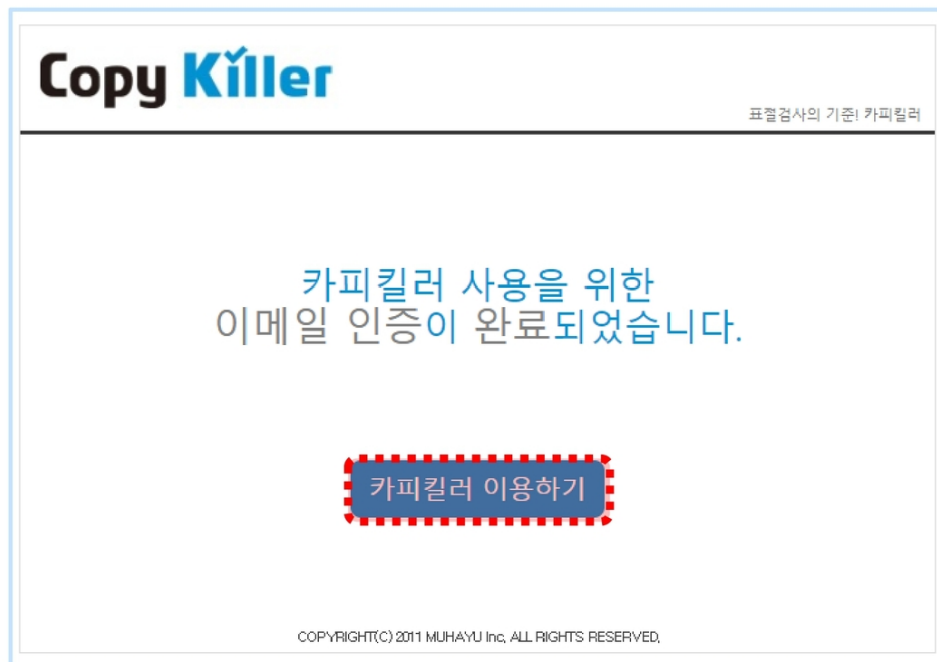 Copy Killer
표절검사의 기준! 카피킬러
카피킬러 사용을 위한
이메일 인증이 완료되었습니다.
카피킬러 이용하기
COPYRIGHT(C) 2011 MUHAYU Inc, ALL RIGHTS RESERVED,